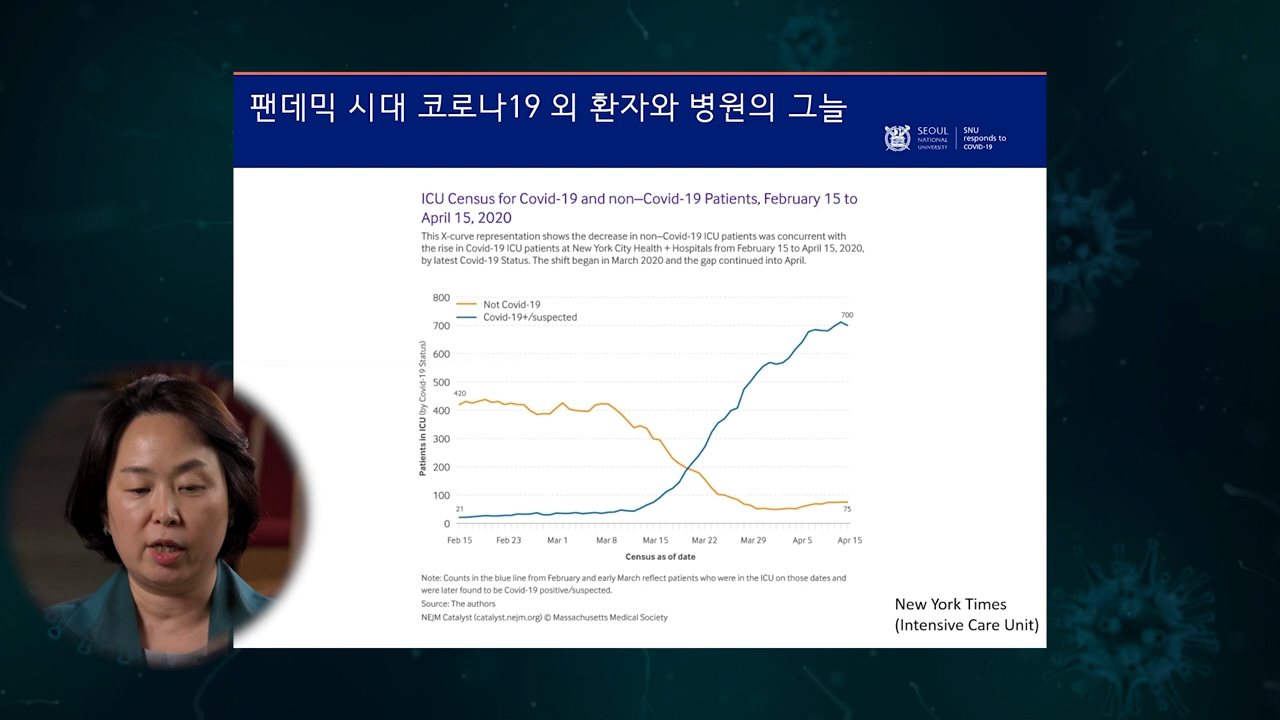 팬데믹 시대 코로나19 외 환자와 병원의 그늘
SEOUL
NATIONAL
UNIVERSITY
SNU
responds to
COVID-19
ICU Census for Covid-19 and non–Covid-19 Patients, February 15 to
April 15, 2020
This X-curve representation shows the decrease in non–Covid-19 ICU patients was concurrent with
the rise in Covid-19 ICU patients at New York City Health + Hospitals from February 15 to April 15, 2020,
by latest Covid-19 Status. The shift began in March 2020 and the gap continued into April.
Patients in ICU (by Covid-19 Status)
800
700
600
500
400
300
200
100
0
Not Covid-19
Covid-19+/suspected
420
21
700
75
Feb 15 Feb 23 Mar 1 Mar 8 Mar 15 Mar 22 Mar 29 Apr 5 Apr 15
Census as of date
Note: Counts in the blue line from February and early March reflect patients who were in the ICU on those dates and
were later found to be Covid-19 positive/suspected.
Source: The authors
NEJM Catalyst (catalyst.nejm.org) © Massachusetts Medical Society
New York Times
(Intensive Care Unit)